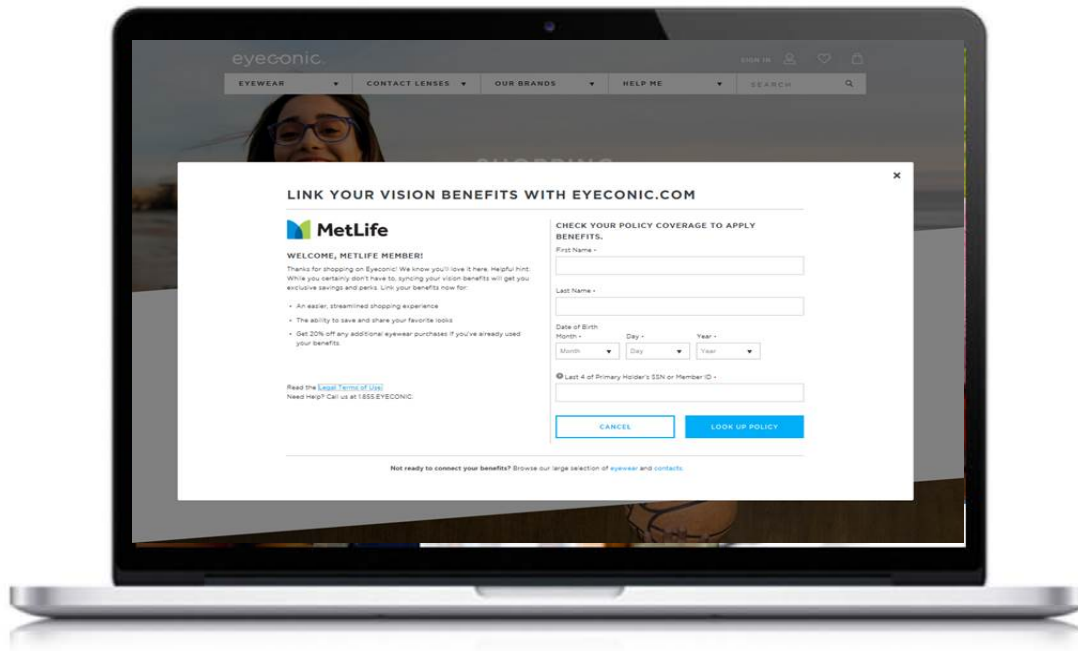 eyeconic.
SIGN IN
EYEWEAR
CONTACT LENSES
OUR BRANDS
HELP ME
SEARCH
SHOPPING
LINK YOUR VISION BENEFITS WITH EYECONIC.COM
MetLife
WELCOME, METLIFE MEMBER!
Thanks for shopping on Eyeconic! We know you'll love it here. Helpful hint:
While you certainly don't have to, syncing your vision benefits will get you
exclusive savings and perks. Link your benefits now for:
• An easier, streamlined shopping experience
• The ability to save and share your favorite looks
• Get 20% off any additional eyewear purchases if you've already used
your benefits.
Read the Legal Terms of Use.
Need Help? Call us at 1.855.EYECONIC.
CHECK YOUR POLICY COVERAGE TO APPLY
BENEFITS.
First Name •
Last Name •
Date of Birth
Month • Day • Year •
Month Day Year
Last 4 of Primary Holder's SSN or Member ID •
CANCEL
LOOK UP POLICY
Not ready to connect your benefits? Browse our large selection of eyewear and contacts.